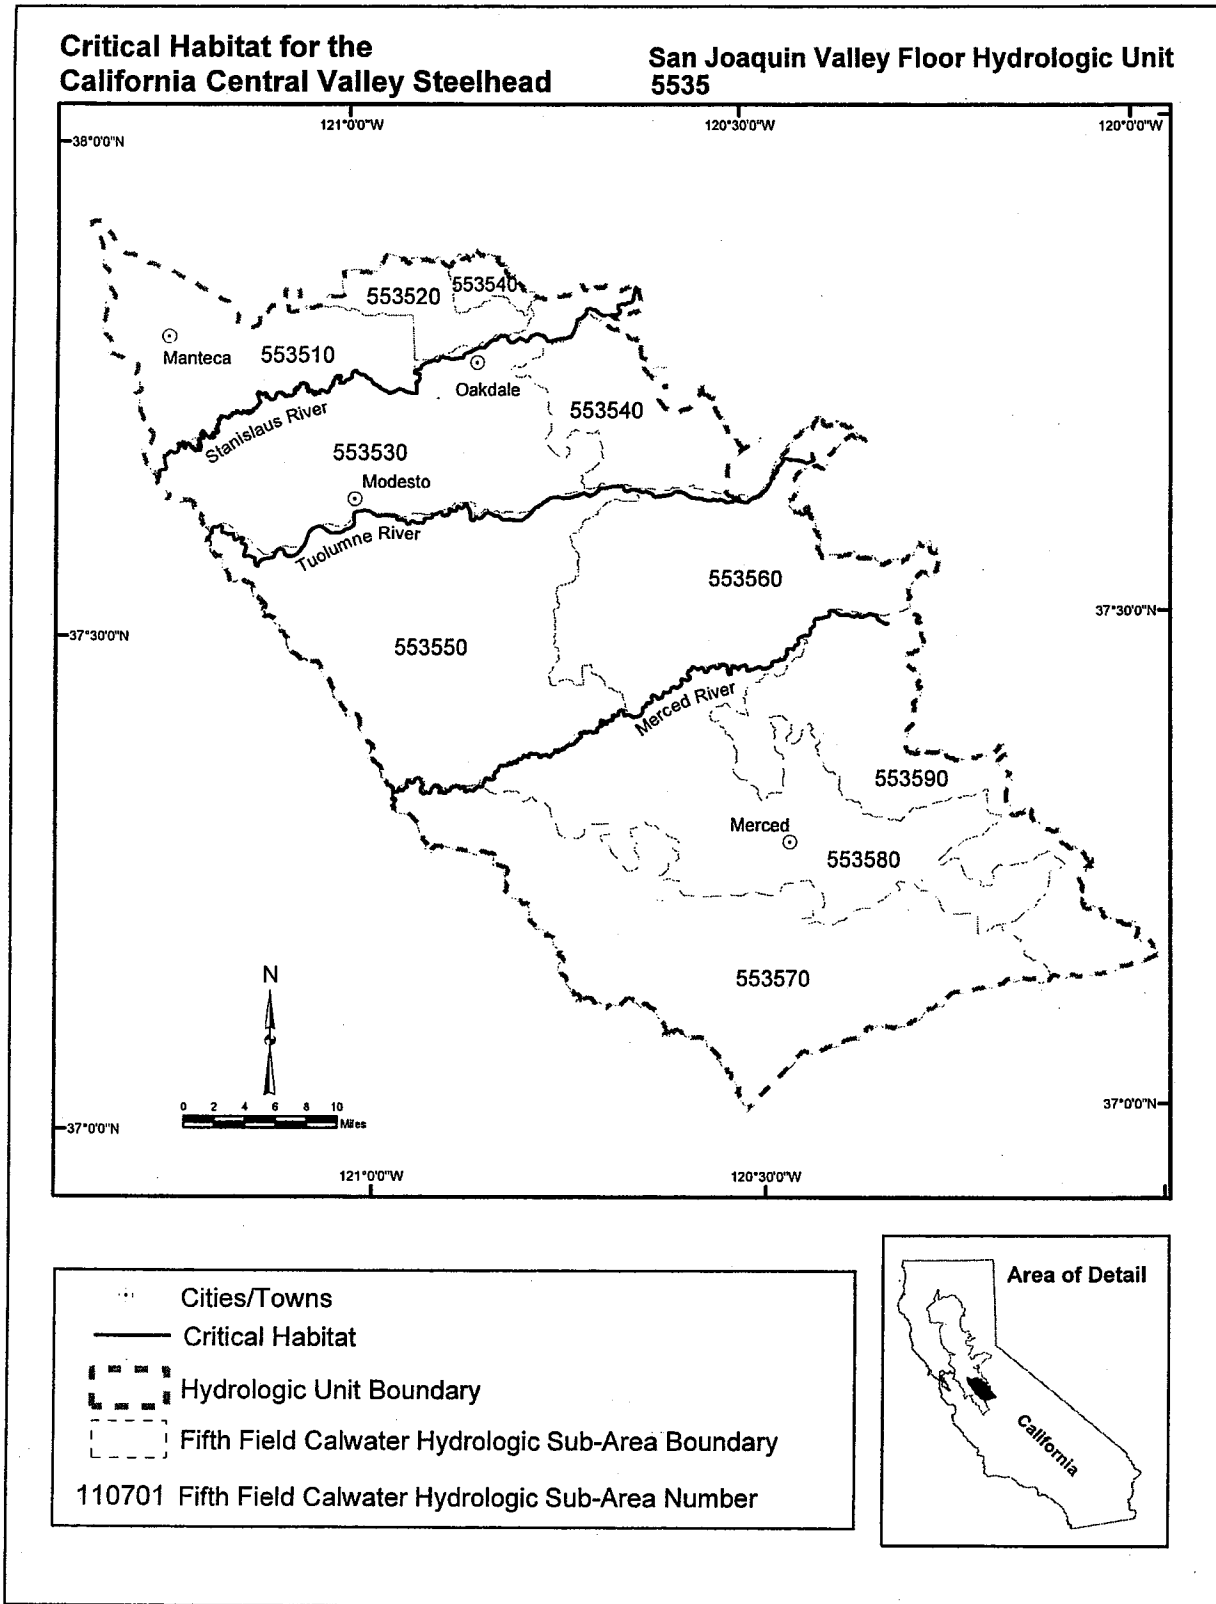 Critical Habitat for the
California Central Valley Steelhead
San Joaquin Valley Floor Hydrologic Unit
5535
121°0'0"W
120°30'0"W
120°0'0"W
38°0'0"N
553520
553540
Manteca
553510
Oakdale
Stanislaus River
553540
553530
Modesto
Tuolumne River
553560
37°30'0"N
37°30'0"N
553550
Merced River
553590
Merced
553580
553570
N
0 2 4 6 8 10
Miles
37°0'0"N
37°0'0"N
121°0'0"W
120°30'0"W
Cities/Towns
Critical Habitat
Hydrologic Unit Boundary
Fifth Field Calwater Hydrologic Sub-Area Boundary
110701 Fifth Field Calwater Hydrologic Sub-Area Number
Area of Detail
California